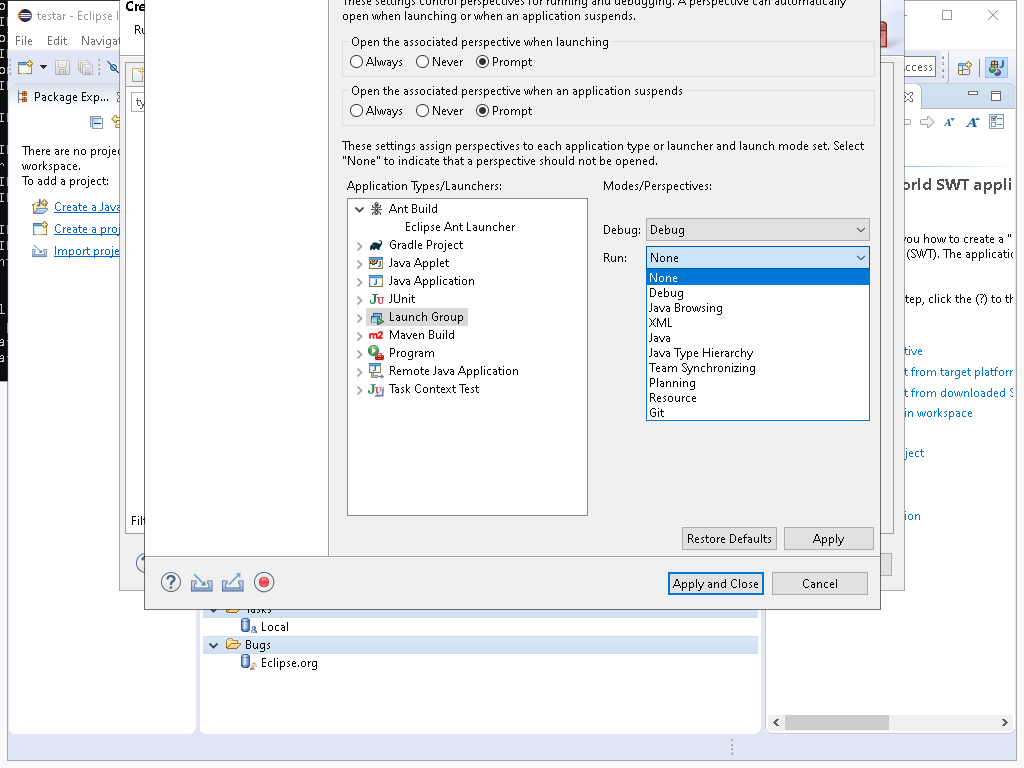 testar - Eclipse I
File Edit Navigat
Cre
Ru
These settings control perspectives for running and debugging. A perspective can automatically
open when launching or when an application suspends.
Open the associated perspective when launching
Always Never Prompt
Open the associated perspective when an application suspends
Always Never Prompt
These settings assign perspectives to each application type or launcher and launch mode set. Select
"None" to indicate that a perspective should not be opened.
Application Types/Launchers:
Ant Build
Eclipse Ant Launcher
Gradle Project
Java Applet
Java Application
JUnit
Launch Group
Maven Build
Program
Remote Java Application
Task Context Test
Modes/Perspectives:
Debug: Debug
Run: None
None
Debug
Java Browsing
XML
Java
Java Type Hierarchy
Team Synchronizing
Planning
Resource
Git
Restore Defaults Apply
Apply and Close Cancel
Package Exp...
There are no proje
workspace.
To add a project:
Create a Java
Create a proj
Import proje
ty
Filt
Tasks
Local
Bugs
Eclipse.org
ccess
orld SWT appli
you how to create a "
(SWT). The applicatio
tep, click the (?) to th
tive
t from target platform
t from downloaded S
in workspace
ject
ion